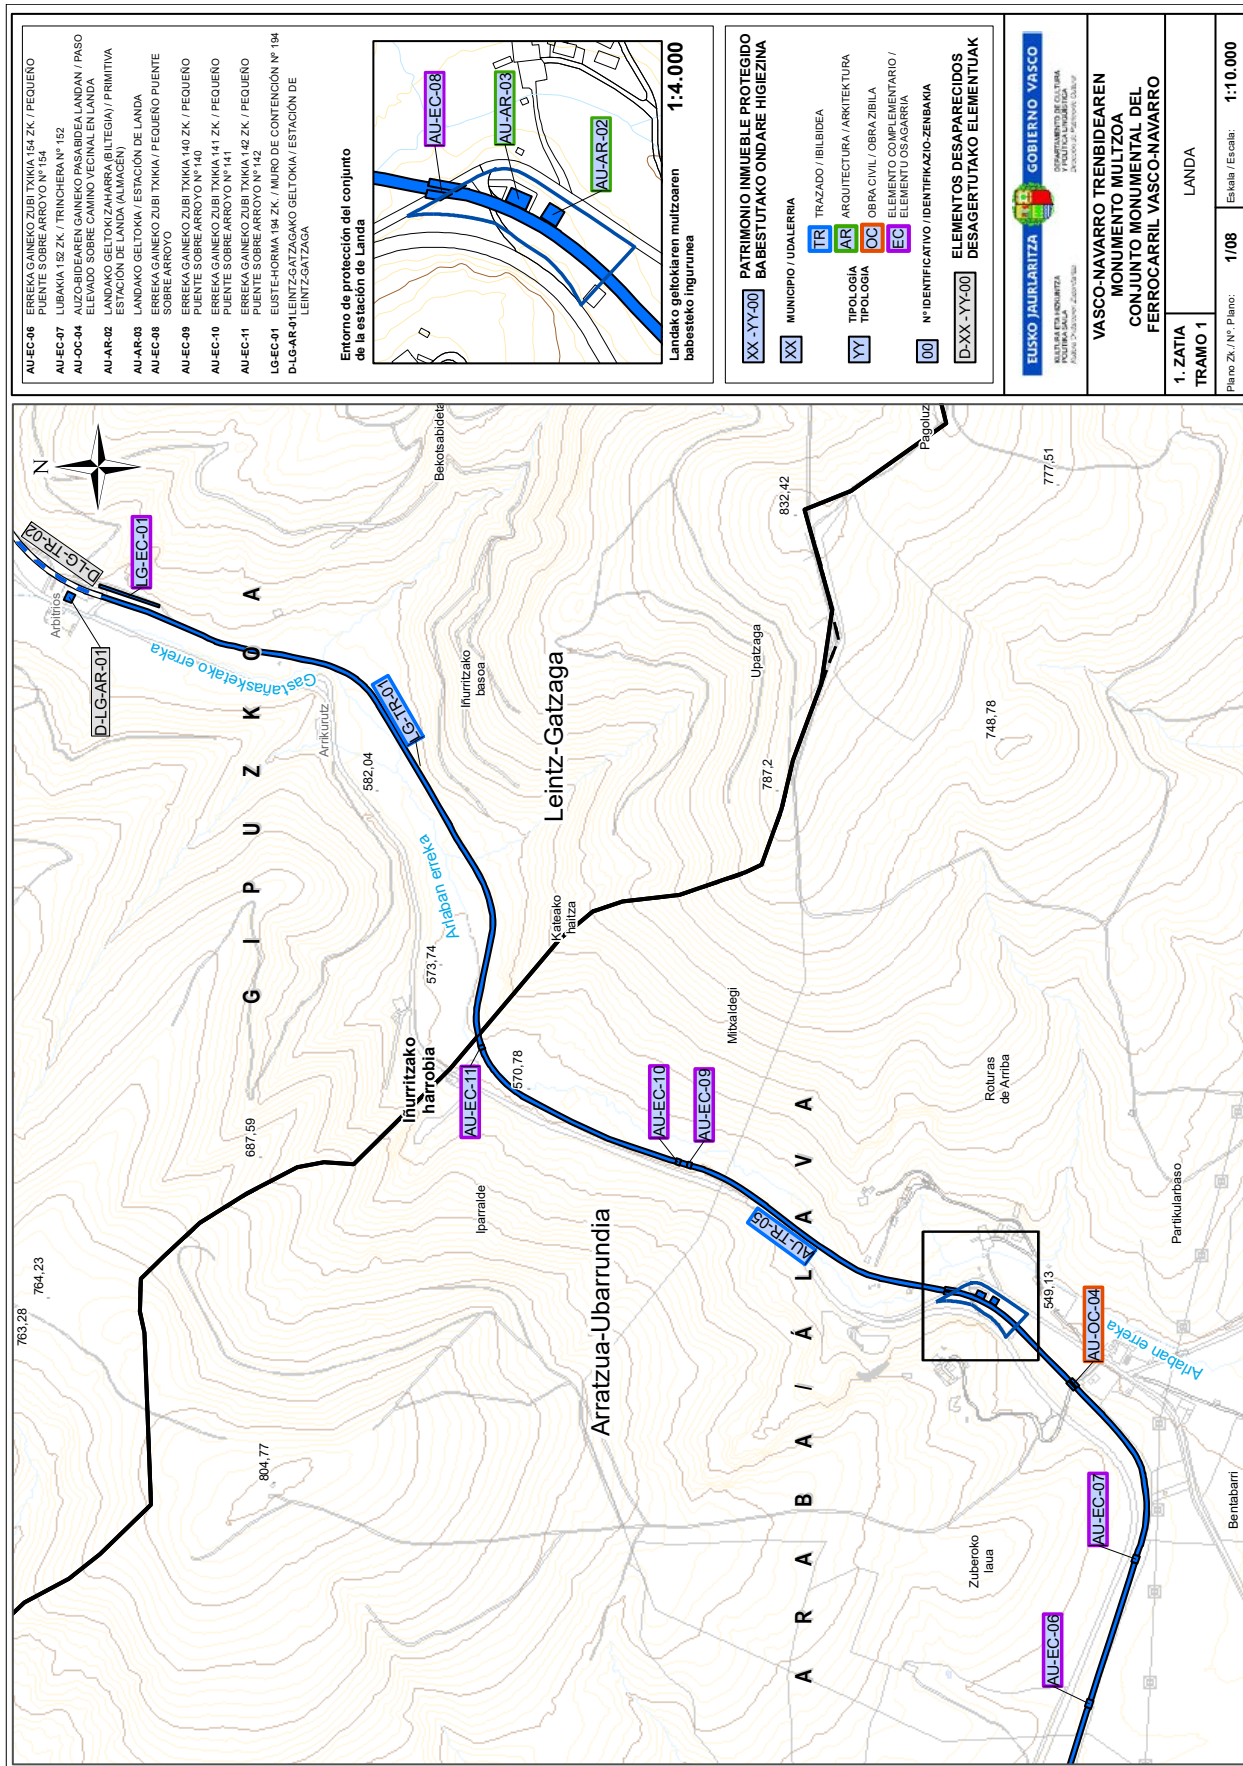 AU-EC-06 ERREKA GAINEKO ZUBI TXIKIA 154 ZK. / PEQUEÑO
PUENTE SOBRE ARROYO Nº 154
AU-EC-07 LUBAKIA 152 ZK. / TRINCHERA Nº 152
AU-OC-04 AUZO-BIDEAREN GAINEKO PASABIDEA LANDAN / PASO
ELEVADO SOBRE CAMINO VECINAL EN LANDA
AU-AR-02 LANDAKO GELTOKI ZAHARRA (BILTEGIA) / PRIMITIVA
ESTACIÓN DE LANDA (ALMACÉN)
AU-AR-03 LANDAKO GELTOKIA / ESTACIÓN DE LANDA
AU-EC-08 ERREKA GAINEKO ZUBI TXIKIA / PEQUEÑO PUENTE
SOBRE ARROYO
AU-EC-09 ERREKA GAINEKO ZUBI TXIKIA 140 ZK. / PEQUEÑO
PUENTE SOBRE ARROYO Nº 140
AU-EC-10 ERREKA GAINEKO ZUBI TXIKIA 141 ZK. / PEQUEÑO
PUENTE SOBRE ARROYO Nº 141
AU-EC-11 ERREKA GAINEKO ZUBI TXIKIA 142 ZK. / PEQUEÑO
PUENTE SOBRE ARROYO Nº 142
LG-EC-01 EUSTE-HORMA 194 ZK. / MURO DE CONTENCIÓN Nº 194
D-LG-AR-01 LEINTZ-GATZAGAKO GELTOKIA / ESTACIÓN DE
LEINTZ-GATZAGA
Entorno de protección del conjunto
de la estación de Landa
AU-EC-08
AU-AR-03
AU-AR-02
Landako geltokiaren multzoaren
babesteko ingurunea
1:4.000
XX -YY-00
PATRIMONIO INMUEBLE PROTEGIDO
BABESTUTAKO ONDARE HIGIEZINA
XX
MUNICIPIO / UDALERRIA
YY
TIPOLOGÍA
TIPOLOGIA
TR TRAZADO / IBILBIDEA
AR ARQUITECTURA / ARKITEKTURA
OC OBRA CIVIL / OBRA ZIBILA
EC ELEMENTO COMPLEMENTARIO /
ELEMENTU OSAGARRIA
00
Nº IDENTIFICATIVO / IDENTIFIKAZIO-ZENBAKIA
D-XX -YY-00
ELEMENTOS DESAPARECIDOS
DESAGERTUTAKO ELEMENTUAK
EUSKO JAURLARITZA
GOBIERNO VASCO
KULTURA ETA HIZKUNTZA
POLITIKA SAILA
DEPARTAMENTO DE CULTURA
Y POLÍTICA LINGÜÍSTICA
VASCO-NAVARRO TRENBIDEAREN
MONUMENTO MULTZOA
CONJUNTO MONUMENTAL DEL
FERROCARRIL VASCO-NAVARRO
1. ZATIA
TRAMO 1
LANDA
Plano Zk./ Nº. Plano:
1/08
Eskala / Escala:
1:10.000
N
D-LG-TR-02
LG-EC-01
Arbitrios
D-LG-AR-01
Gastañasketako erreka
Bekotsabideta
G I P U Z K O A
Arrikurutz
LG-TR-01
Iñurritzako
basoa
582,04
Leintz-Gatzaga
Upatzaga
832,42
Pagoluz
777,51
748,78
787,2
Arlaban erreka
573,74
Kateako
haitza
Iñurritzako
harrobia
AU-EC-11
570,78
Mitxaldegi
AU-EC-10
AU-EC-09
687,59
Iparralde
Roturas
de Arriba
AU-TR-05
Partikularbaso
Arratzua-Ubarrundia
763,28
764,23
804,77
A R A B A / Á L A V A
549,13
AU-OC-04
Arlaban erreka
AU-EC-07
Zuberoko
laua
Bentabarri
AU-EC-06